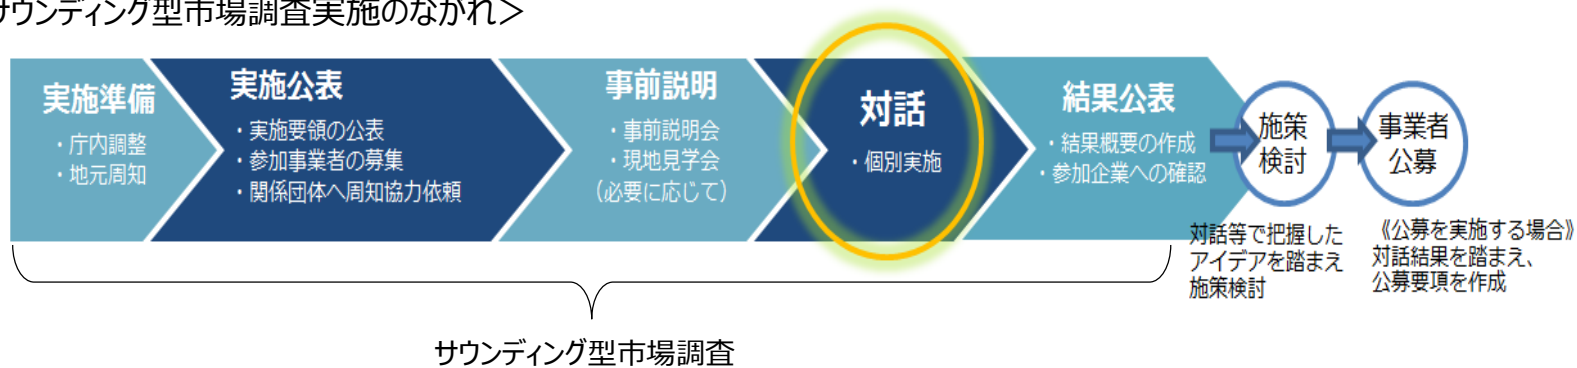 サウンディング型市場調査実施のながれ＞
実施準備
・庁内調整
・地元周知
実施公表
・実施要領の公表
・参加事業者の募集
・関係団体へ周知協力依頼
事前説明
・事前説明会
・現地見学会
（必要に応じて）
対話
・個別実施
結果公表
・結果概要の作成
・参加企業への確認
施策
検討
事業者
公募
対話等で把握した
アイデアを踏まえ
施策検討
《公募を実施する場合》
対話結果を踏まえ、
公募要項を作成
サウンディング型市場調査